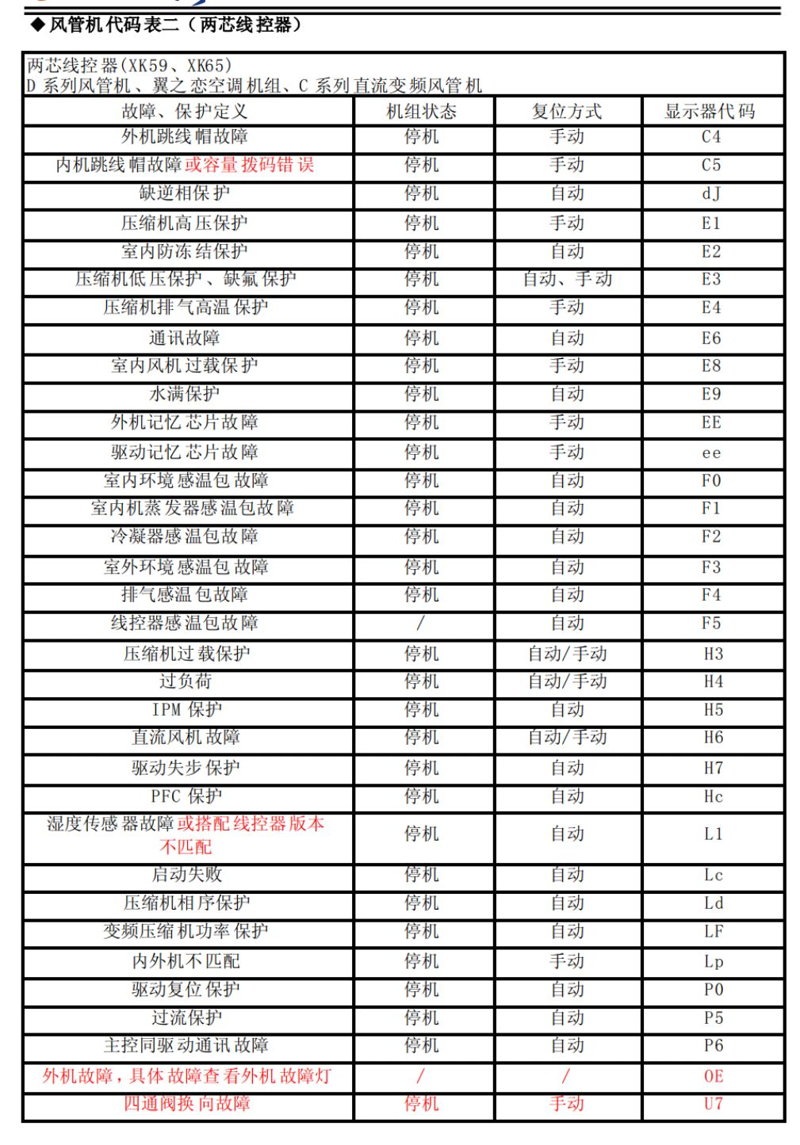 ◆风管机代码表二（两芯线控器）
两芯线控器(XK59、XK65)
D系列风管机、翼之恋空调机组、C系列直流变频风管机
故障、保护定义 机组状态 复位方式 显示器代码
外机跳线帽故障 停机 手动 C4
内机跳线帽故障或容量拨码错误 停机 手动 C5
缺逆相保护 停机 自动 dJ
压缩机高压保护 停机 手动 E1
室内防冻结保护 停机 自动 E2
压缩机低压保护、缺氟保护 停机 自动、手动 E3
压缩机排气高温保护 停机 手动 E4
通讯故障 停机 自动 E6
室内风机过载保护 停机 手动 E8
水满保护 停机 自动 E9
外机记忆芯片故障 停机 手动 EE
驱动记忆芯片故障 停机 手动 ee
室内环境感温包故障 停机 自动 F0
室内机蒸发器感温包故障 停机 自动 F1
冷凝器感温包故障 停机 自动 F2
室外环境感温包故障 停机 自动 F3
排气感温包故障 停机 自动 F4
线控器感温包故障 / 自动 F5
压缩机过载保护 停机 自动/手动 H3
过负荷 停机 自动/手动 H4
IPM保护 停机 自动 H5
直流风机故障 停机 自动/手动 H6
驱动失步保护 停机 自动 H7
PFC保护 停机 自动 Hc
湿度传感器故障或搭配线控器版本
不匹配 停机 自动 L1
启动失败 停机 自动 Lc
压缩机相序保护 停机 自动 Ld
变频压缩机功率保护 停机 自动 LF
内外机不匹配 停机 手动 Lp
驱动复位保护 停机 自动 P0
过流保护 停机 自动 P5
主控同驱动通讯故障 停机 自动 P6
外机故障，具体故障查看外机故障灯 / / OE
四通阀换向故障 停机 手动 U7